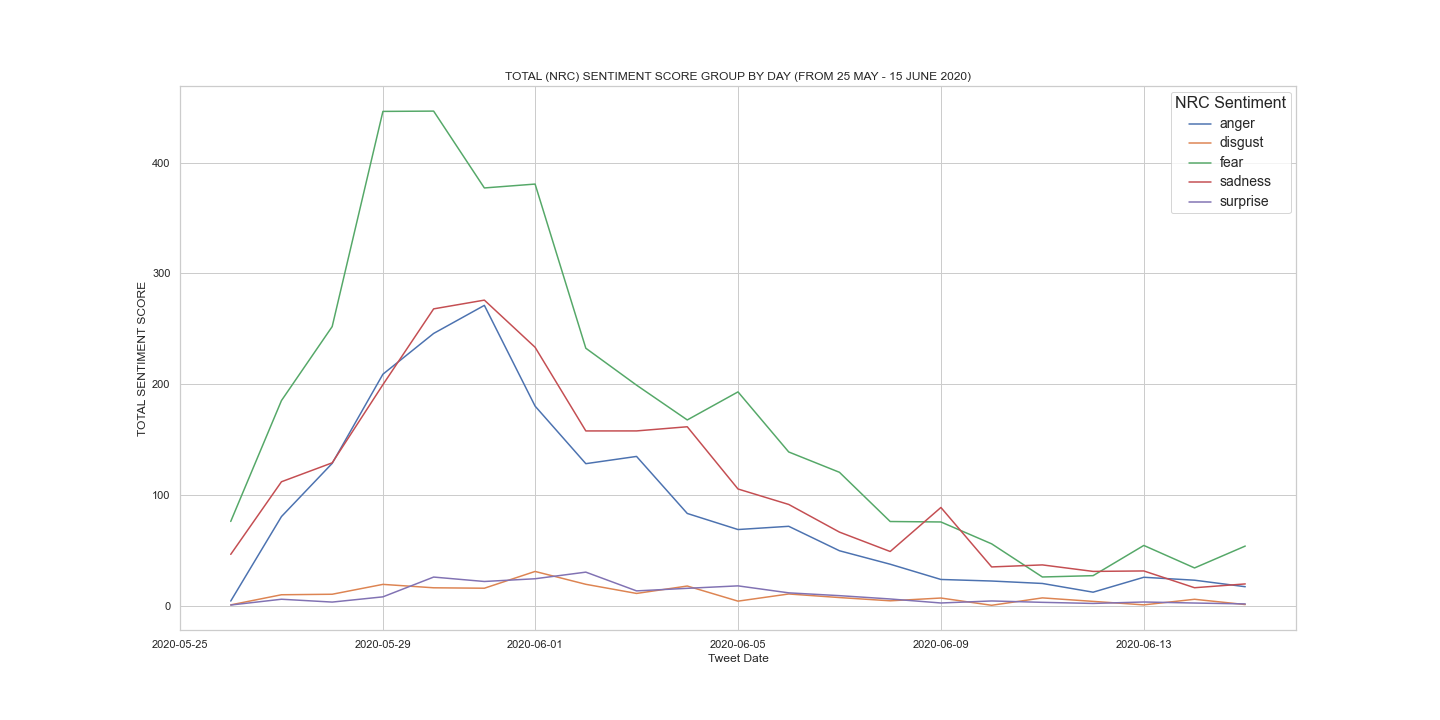 TOTAL (NRC) SENTIMENT SCORE GROUP BY DAY (FROM 25 MAY - 15 JUNE 2020)
NRC Sentiment
anger
disgust
fear
sadness
surprise
TOTAL SENTIMENT SCORE
400
300
200
100
0
2020-05-25
2020-05-29
2020-06-01
2020-06-05
2020-06-09
2020-06-13
Tweet Date